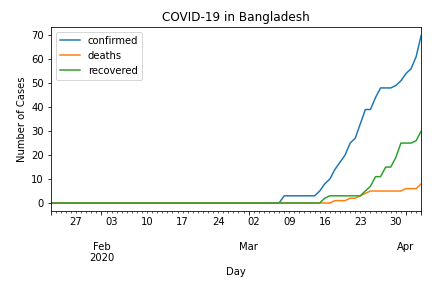 COVID-19 in Bangladesh
confirmed
deaths
recovered
Number of Cases
70
60
50
40
30
20
10
0
27 03 10 17 24 02 09 16 23 30
Feb Mar Apr
2020
Day